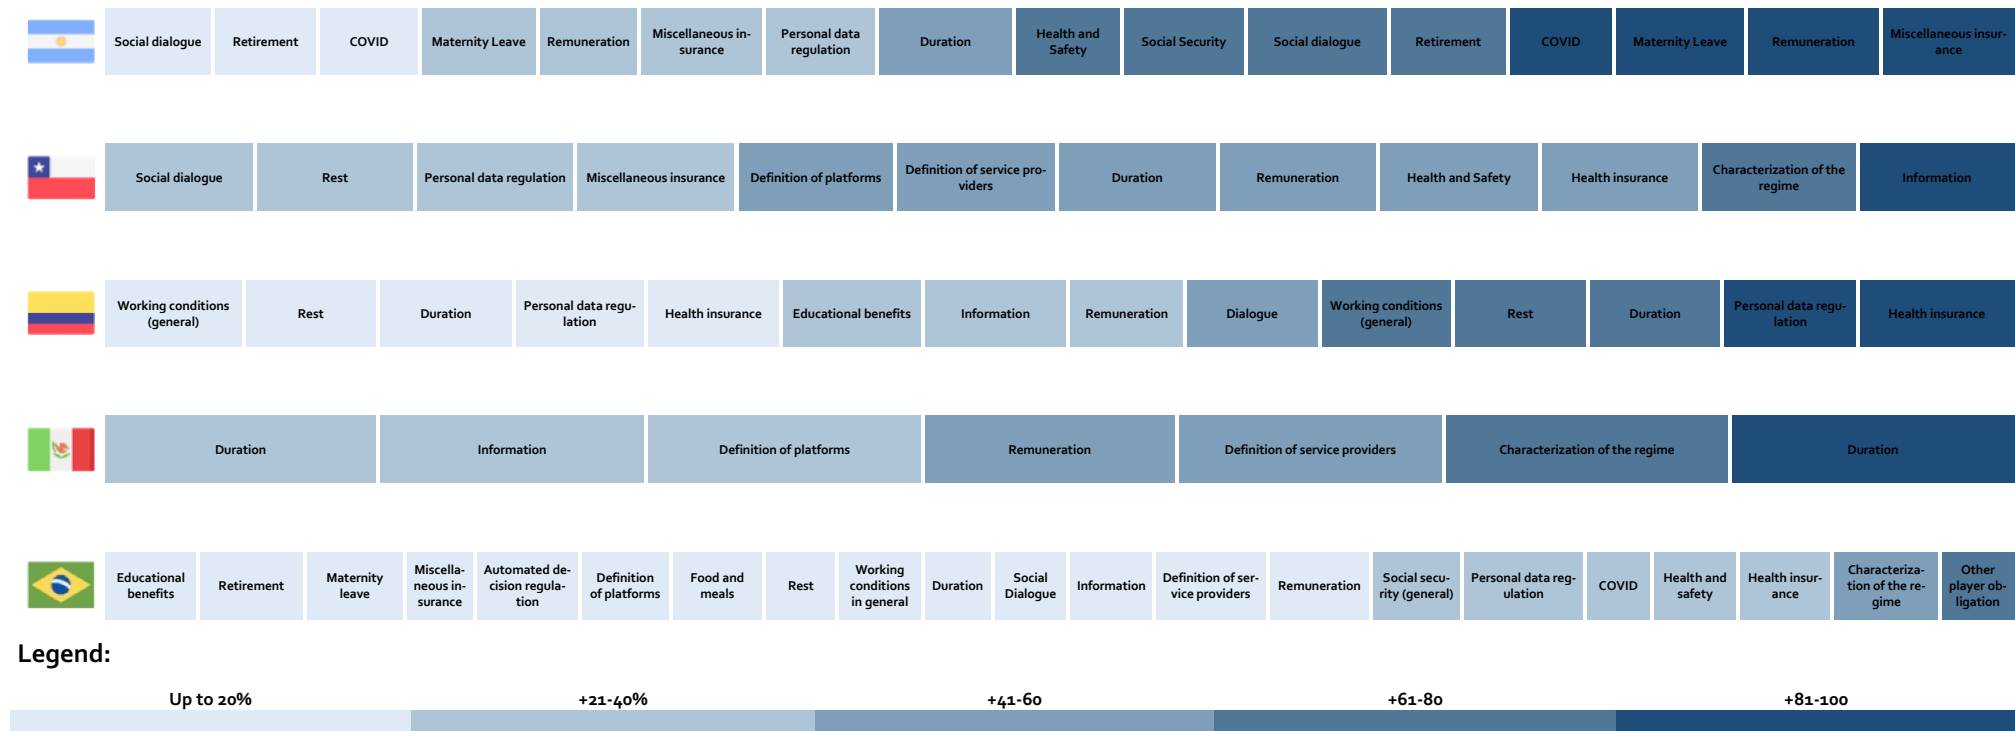 Social dialogue
Retirement
COVID
Maternity Leave
Remuneration
Miscellaneous in-
surance
Personal data
regulation
Duration
Health and
Safety
Social Security
Social dialogue
Retirement
COVID
Maternity Leave
Remuneration
Miscellaneous insur-
ance
Social dialogue
Rest
Personal data regulation
Miscellaneous insurance
Definition of platforms
Definition of service pro-
viders
Duration
Remuneration
Health and Safety
Health insurance
Characterization of the
regime
Information
Working conditions
(general)
Rest
Duration
Personal data regu-
lation
Health insurance
Educational benefits
Information
Remuneration
Dialogue
Working conditions
(general)
Rest
Duration
Personal data regu-
lation
Health insurance
Duration
Information
Definition of platforms
Remuneration
Definition of service providers
Characterization of the regime
Duration
Educational
benefits
Retirement
Maternity
leave
Miscella-
neous in-
surance
Automated de-
cision regula-
tion
Definition
of platforms
Food and
meals
Rest
Working
conditions
in general
Duration
Social
Dialogue
Information
Definition of ser-
vice providers
Remuneration
Social secu-
rity (general)
Personal data reg-
ulation
COVID
Health and
safety
Health insur-
ance
Characteriza-
tion of the re-
gime
Other
player ob-
ligation
Legend:
Up to 20%
+21-40%
+41-60
+61-80
+81-100